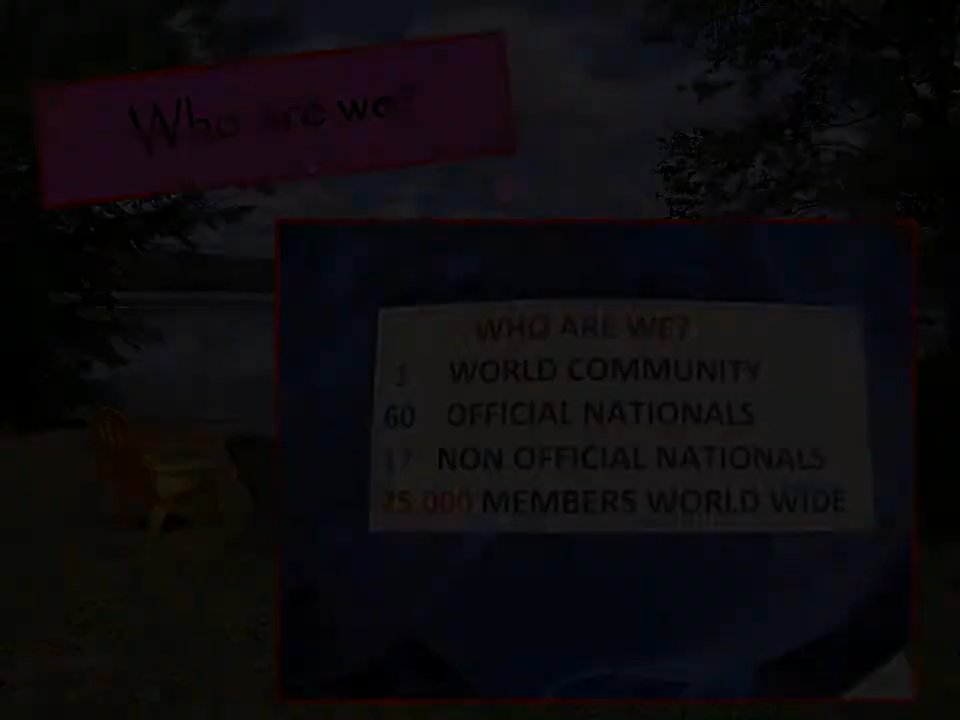 Who are we?
WHO ARE WE?
1 WORLD COMMUNITY
60 OFFICIAL NATIONALS
17 NON OFFICIAL NATIONALS
25.000 MEMBERS WORLD WIDE